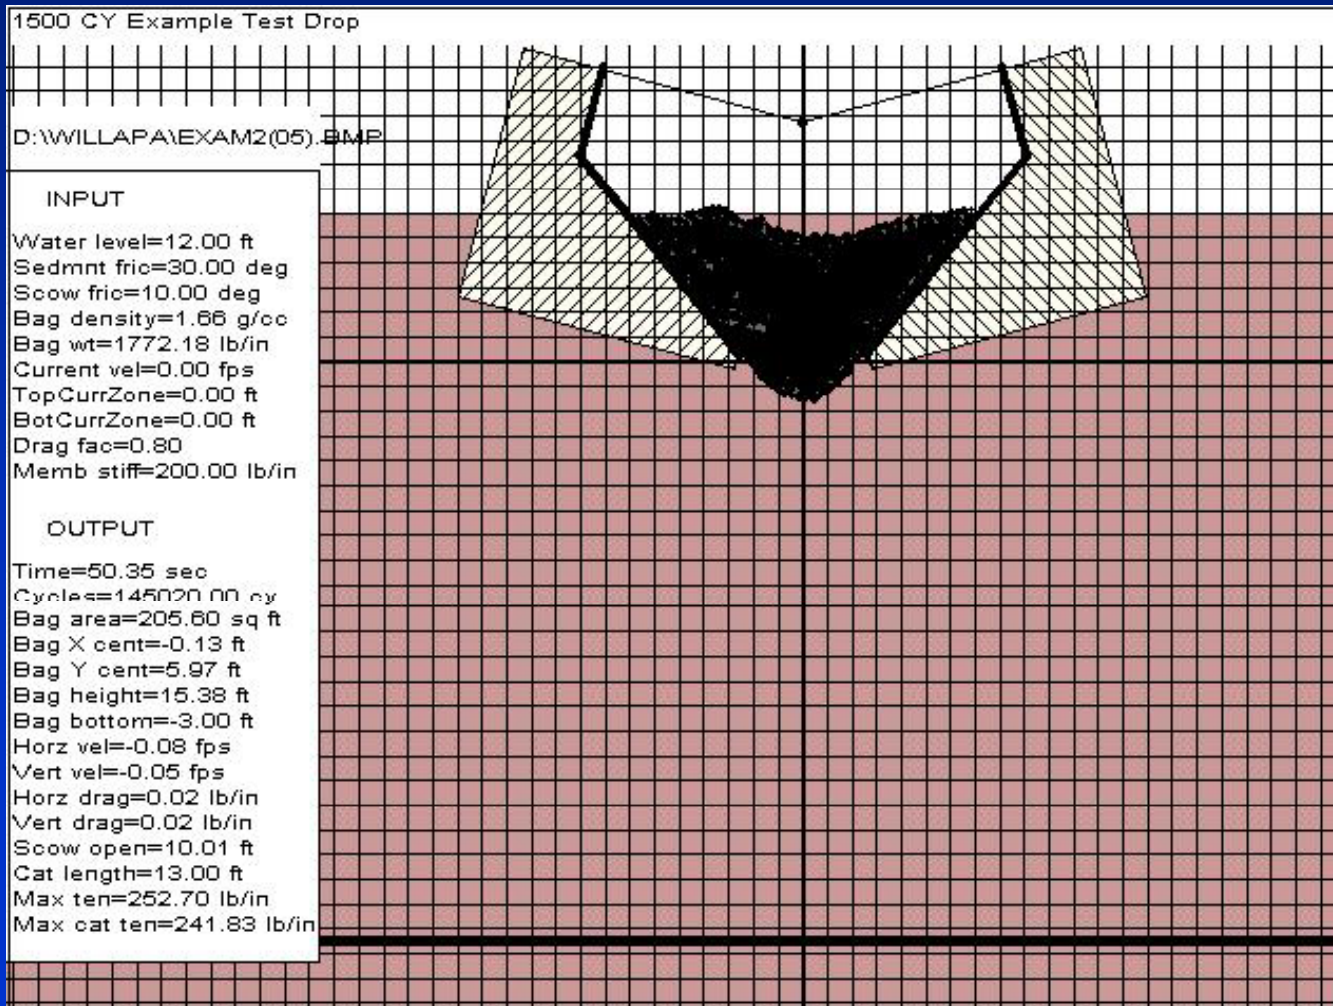 1500 CY Example Test Drop
D:\WILLAPA\EXAM2(05).BMP
INPUT
Water level=12.00 ft
Sedmnt fric=30.00 deg
Scow fric=10.00 deg
Bag density=1.66 g/cc
Bag wt=1772.18 lb/in
Current vel=0.00 fps
TopCurrZone=0.00 ft
BotCurrZone=0.00 ft
Drag fac=0.80
Memb stiff=200.00 lb/in
OUTPUT
Time=50.35 sec
Cycles=145020.00 cy
Bag area=205.60 sq ft
Bag X cent=-0.13 ft
Bag Y cent=5.97 ft
Bag height=15.38 ft
Bag bottom=-3.00 ft
Horz vel=-0.08 fps
Vert vel=-0.05 fps
Horz drag=0.02 lb/in
Vert drag=0.02 lb/in
Scow open=10.01 ft
Cat length=13.00 ft
Max ten=252.70 lb/in
Max cat ten=241.83 lb/in